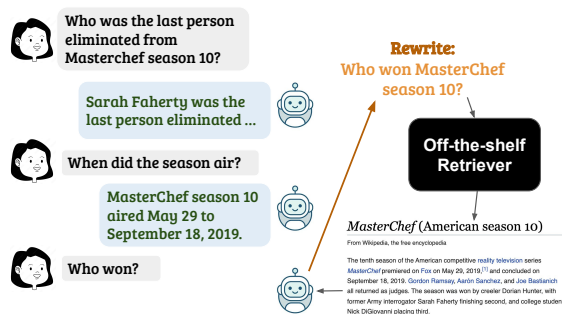 Who was the last person
eliminated from
Masterchef season 10?
Sarah Faherty was the
last person eliminated ...
When did the season air?
MasterChef season 10
aired May 29 to
September 18, 2019.
Who won?
Rewrite:
Who won MasterChef
season 10?
Off-the-shelf
Retriever
MasterChef (American season 10)
From Wikipedia, the free encyclopedia
The tenth season of the American competitive reality television series
MasterChef premiered on Fox on May 29, 2019,[1] and concluded on
September 18, 2019. Gordon Ramsay, Aarón Sanchez, and Joe Bastianich
all returned as judges. The season was won by creeler Dorian Hunter, with
former Army interrogator Sarah Faherty finishing second, and college studen
Nick DiGiovanni placing third.